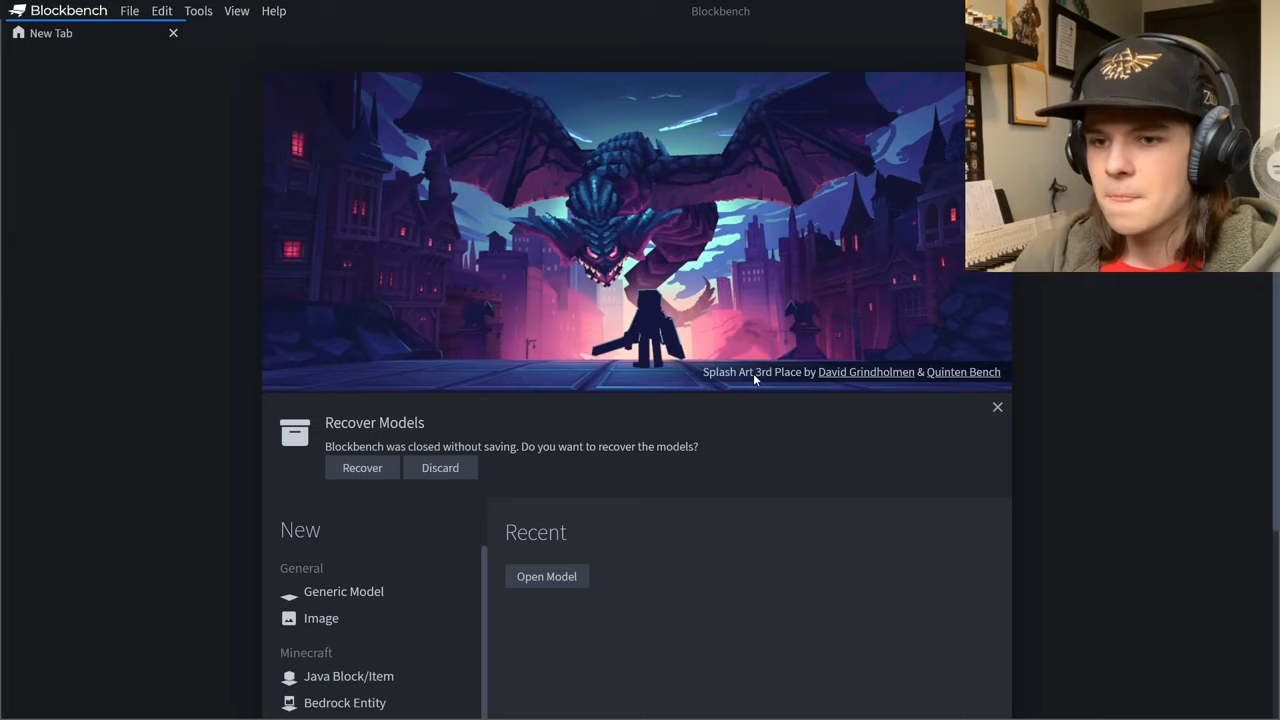 Blockbench File Edit Tools View Help Blockbench
New Tab
Splash Art 3rd Place by David Grindholmen & Quinten Bench
Recover Models
Blockbench was closed without saving. Do you want to recover the models?
Recover Discard
New
Recent
General
Open Model
Generic Model
Image
Minecraft
Java Block/Item
Bedrock Entity